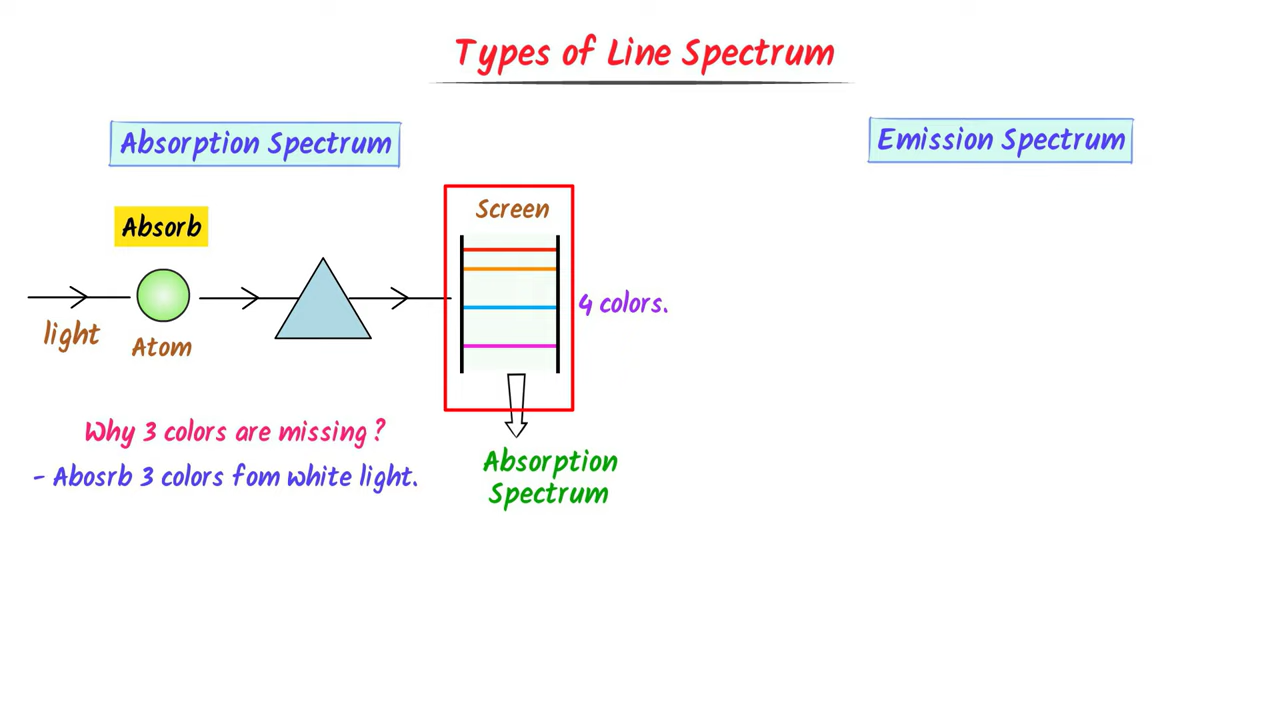 Types of Line Spectrum
Absorption Spectrum
Emission Spectrum
Absorb
Screen
light
Atom
4 colors.
Why 3 colors are missing ?
- Abosrb 3 colors fom white light.
Absorption
Spectrum